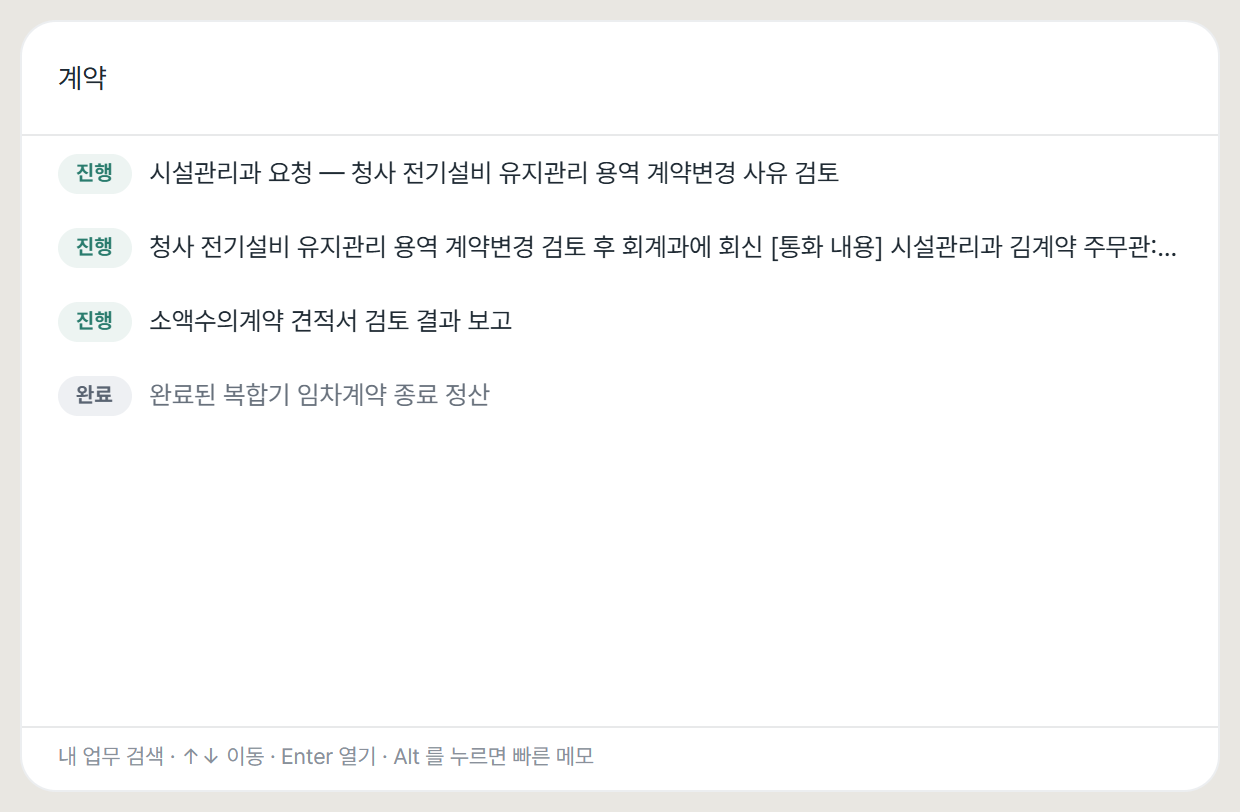 계약
진행 시설관리과 요청 — 청사 전기설비 유지관리 용역 계약변경 사유 검토
진행 청사 전기설비 유지관리 용역 계약변경 검토 후 회계과에 회신 [통화 내용] 시설관리과 김계약 주무관:...
진행 소액수의계약 견적서 검토 결과 보고
완료 완료된 복합기 임차계약 종료 정산
내 업무 검색 · ↑↓ 이동 · Enter 열기 · Alt 를 누르면 빠른 메모